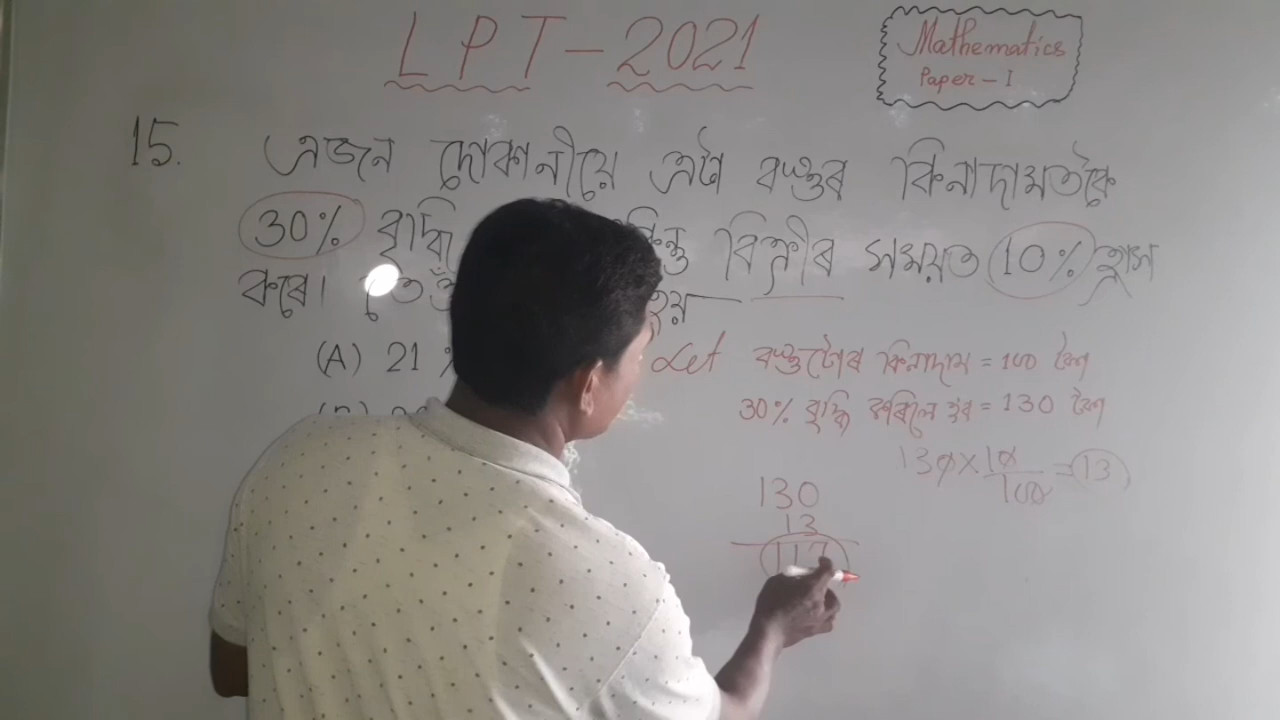 LPT-2021
Mathematics
Paper-I
15. এজন দোকানীয়ে এটা বস্তুৰ কিনাদামতকৈ
30% বৃদ্ধি বিক্ৰীৰ সময়ত 10% হ্ৰাস
কৰে। হয়
(A) 21
Let বস্তুটোৰ কিনাদাম = 100 টকা
30% বৃদ্ধি কৰিলে হ'ব = 130 টকা
130 × 10/100 = 13
130
13
117